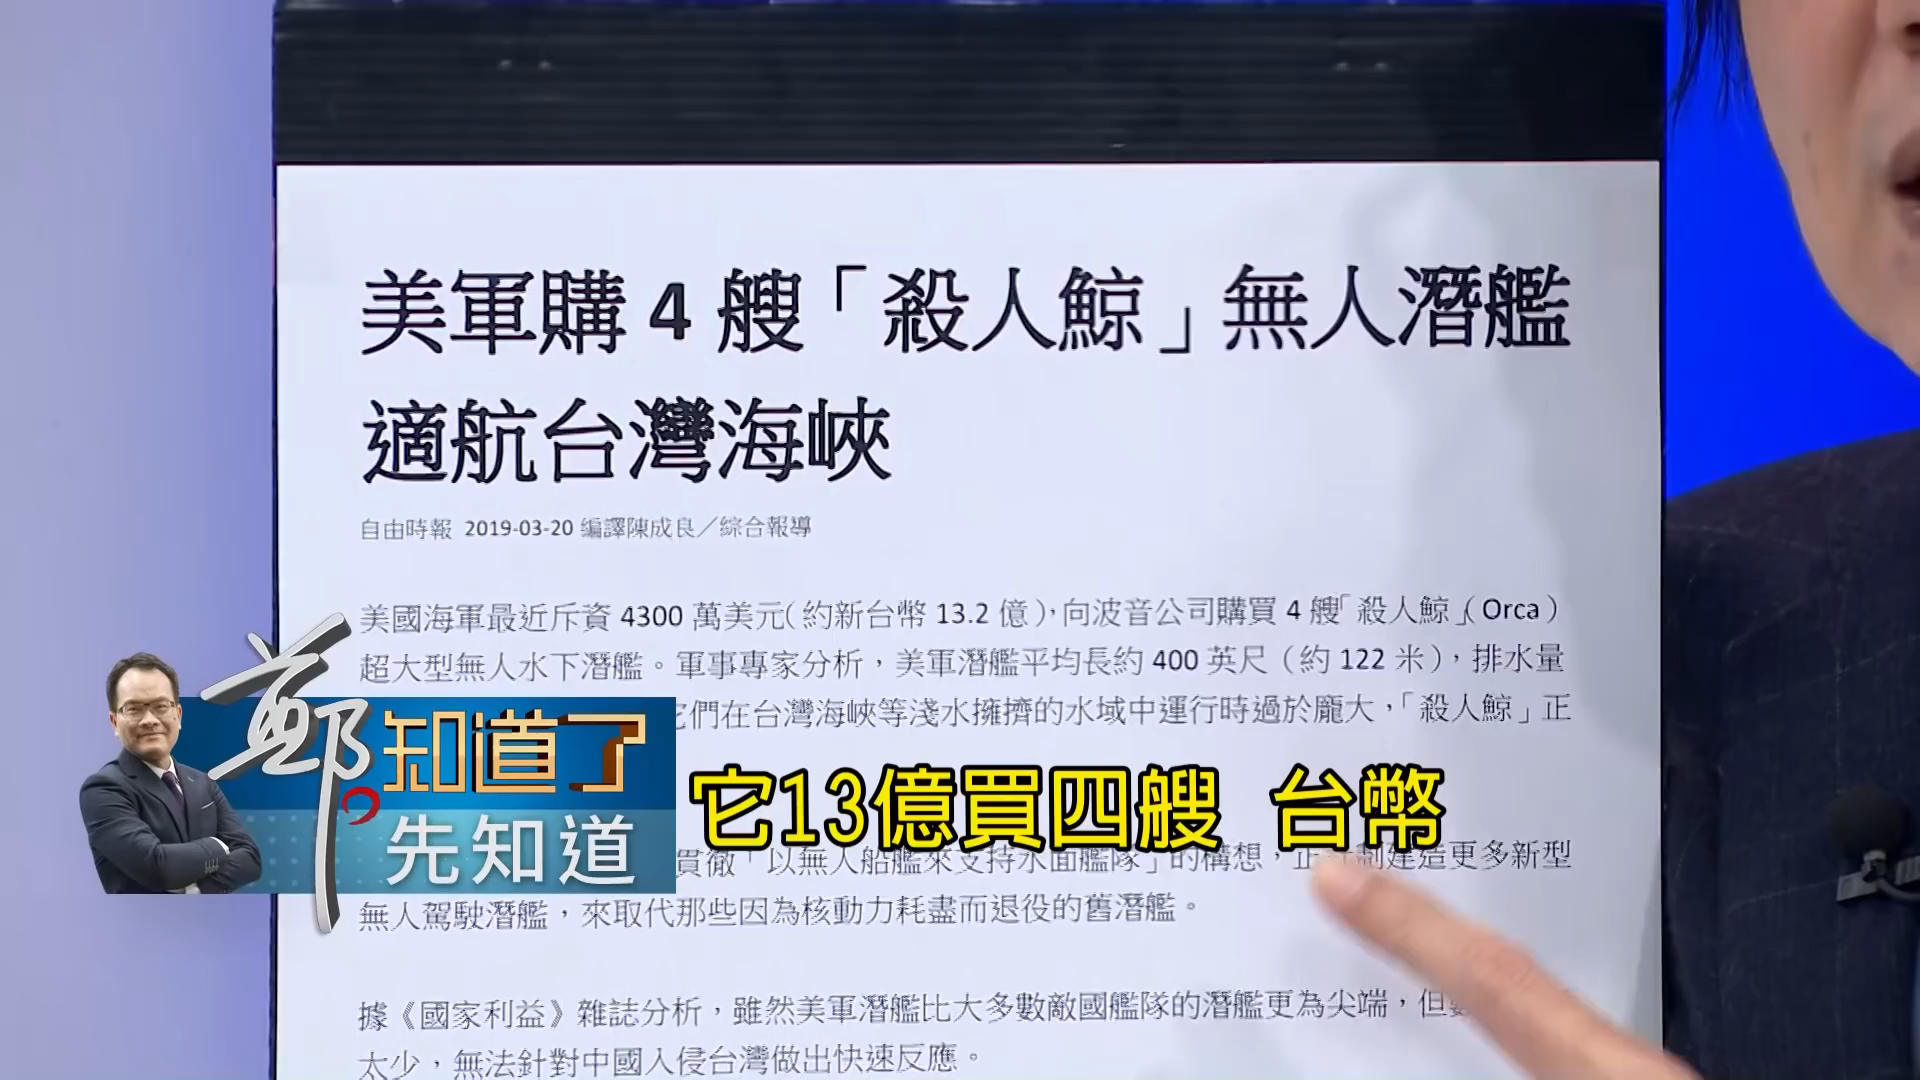 美軍購 4 艘「殺人鯨」無人潛艦
適航台灣海峽
自由時報 2019-03-20 編譯陳成良／綜合報導
美國海軍最近斥資 4300 萬美元（約新台幣 13.2 億），向波音公司購買 4 艘「殺人鯨」（Orca）
超大型無人水下潛艦。軍事專家分析，美軍潛艦平均長約 400 英尺（約 122 米），排水量
們在台灣海峽等淺水擁擠的水域中運行時過於龐大，「殺人鯨」正
鄭知道了
先知道
它13億買四艘 台幣
貫徹「以無人船艦來支持水面艦隊」的構想，正計劃建造更多新型
無人駕駛潛艦，來取代那些因為核動力耗盡而退役的舊潛艦。
據《國家利益》雜誌分析，雖然美軍潛艦比大多數敵國艦隊的潛艦更為尖端，但
太少，無法針對中國入侵台灣做出快速反應。